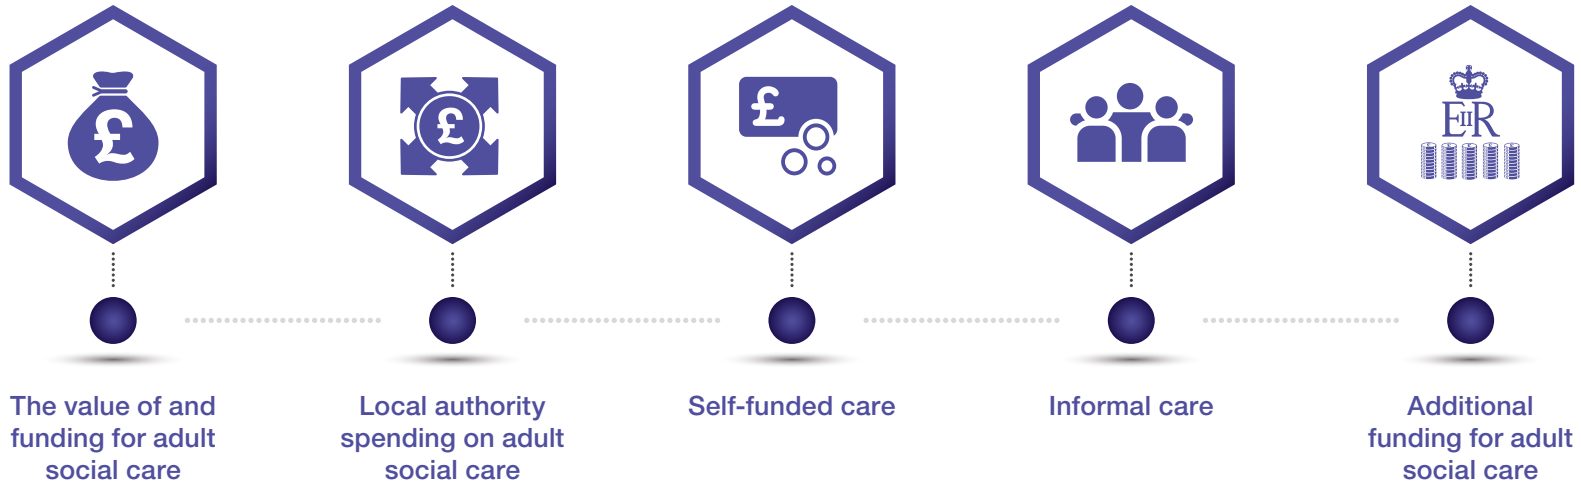 £
£
£
EIIR
The value of and
funding for adult
social care
Local authority
spending on adult
social care
Self-funded care
Informal care
Additional
funding for adult
social care